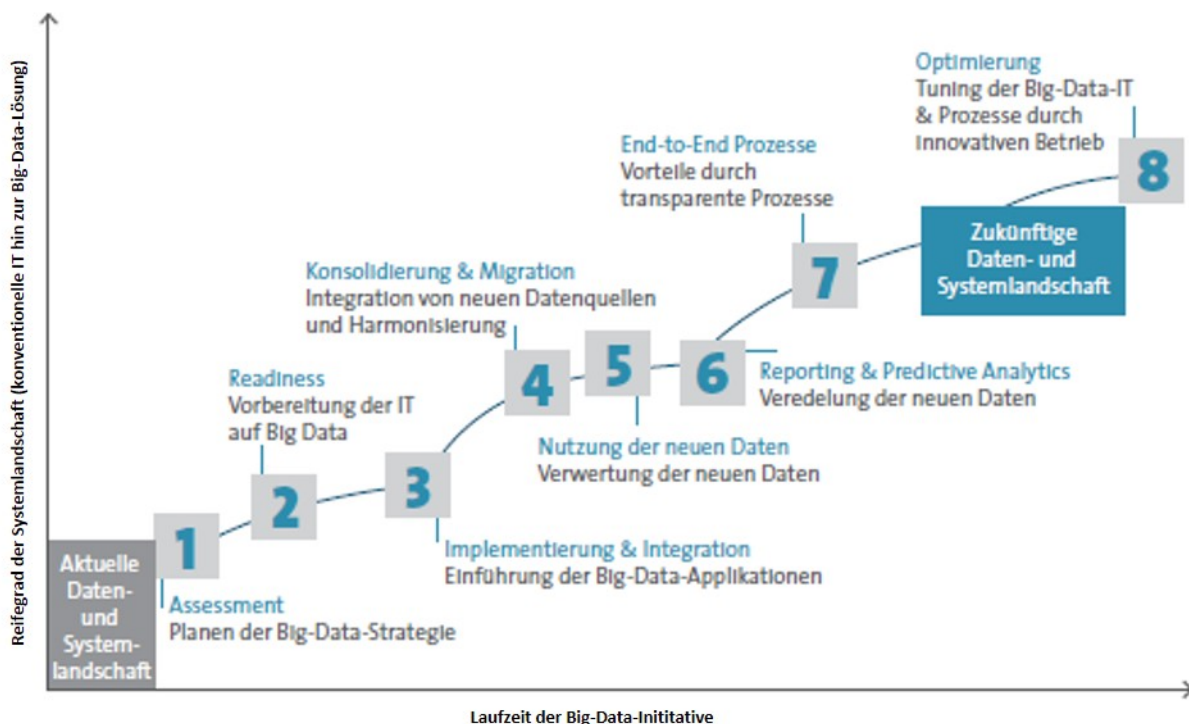 Reifegrad der Systemlandschaft (konventionelle IT hin zur Big-Data-Lösung)
Aktuelle
Daten-
und
System-
landschaft
1
Assessment
Planen der Big-Data-Strategie
2
Readiness
Vorbereitung der IT
auf Big Data
3
Implementierung & Integration
Einführung der Big-Data-Applikationen
4
Konsolidierung & Migration
Integration von neuen Datenquellen
und Harmonisierung
5
Nutzung der neuen Daten
Verwertung der neuen Daten
6
Reporting & Predictive Analytics
Veredelung der neuen Daten
7
End-to-End Prozesse
Vorteile durch
transparente Prozesse
Zukünftige
Daten- und
Systemlandschaft
8
Optimierung
Tuning der Big-Data-IT
& Prozesse durch
innovativen Betrieb
Laufzeit der Big-Data-Inititative